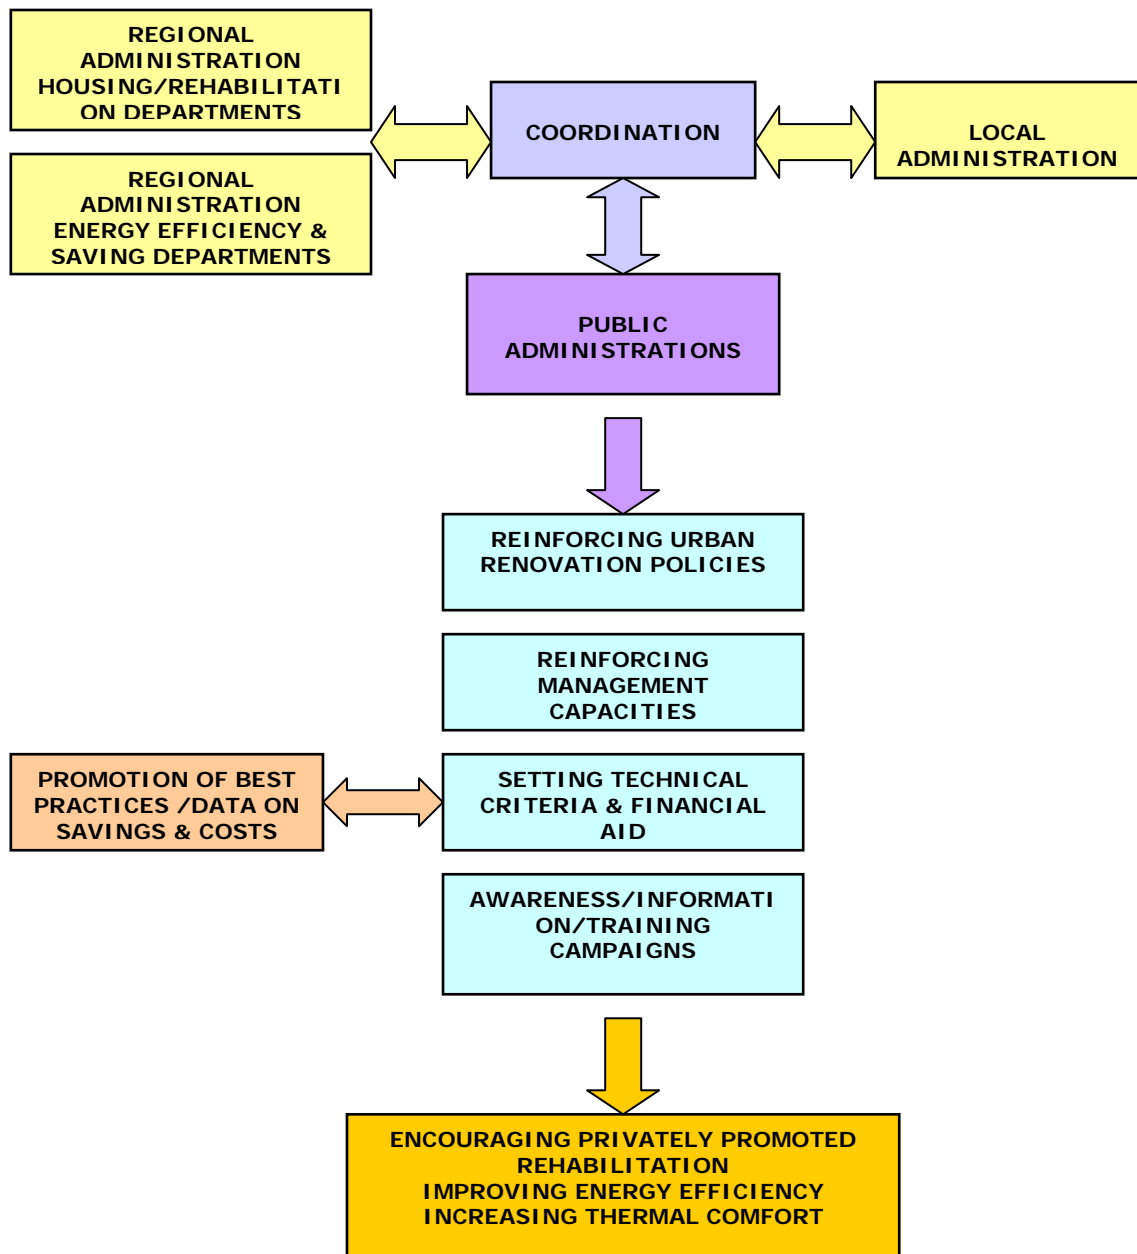 REGIONAL
ADMINISTRATION
HOUSING/REHABILITATI
ON DEPARTMENTS
REGIONAL
ADMINISTRATION
ENERGY EFFICIENCY &
SAVING DEPARTMENTS
COORDINATION
LOCAL
ADMINISTRATION
PUBLIC
ADMINISTRATIONS
REINFORCING URBAN
RENOVATION POLICIES
REINFORCING
MANAGEMENT
CAPACITIES
PROMOTION OF BEST
PRACTICES /DATA ON
SAVINGS & COSTS
SETTING TECHNICAL
CRITERIA & FINANCIAL
AID
AWARENESS/INFORMATI
ON/TRAINING
CAMPAIGNS
ENCOURAGING PRIVATELY PROMOTED
REHABILITATION
IMPROVING ENERGY EFFICIENCY
INCREASING THERMAL COMFORT